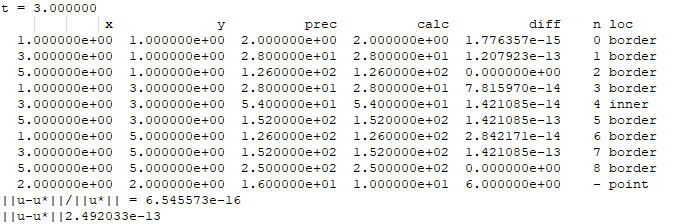 t = 3.000000
x y prec calc diff n loc
1.000000e+00 1.000000e+00 2.000000e+00 2.000000e+00 1.776357e-15 0 border
3.000000e+00 1.000000e+00 2.800000e+01 2.800000e+01 1.207923e-13 1 border
5.000000e+00 1.000000e+00 1.260000e+02 1.260000e+02 0.000000e+00 2 border
1.000000e+00 3.000000e+00 2.800000e+01 2.800000e+01 7.815970e-14 3 border
3.000000e+00 3.000000e+00 5.400000e+01 5.400000e+01 1.421085e-14 4 inner
5.000000e+00 3.000000e+00 1.520000e+02 1.520000e+02 1.421085e-13 5 border
1.000000e+00 5.000000e+00 1.260000e+02 1.260000e+02 2.842171e-14 6 border
3.000000e+00 5.000000e+00 1.520000e+02 1.520000e+02 1.421085e-13 7 border
5.000000e+00 5.000000e+00 2.500000e+02 2.500000e+02 0.000000e+00 8 border
2.000000e+00 2.000000e+00 1.600000e+01 1.000000e+01 6.000000e+00 - point
||u-u*||/||u*|| = 6.545573e-16
||u-u*||2.492033e-13